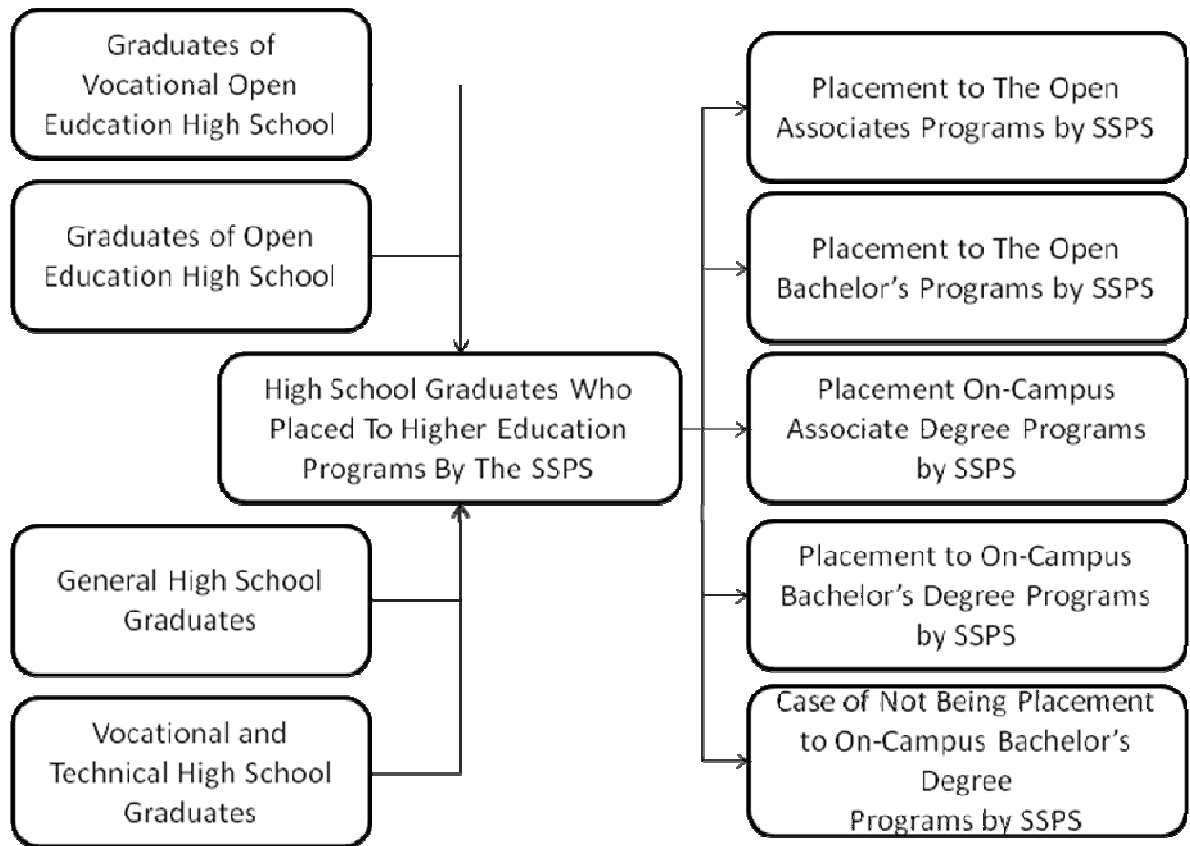 Graduates of
Vocational Open
Eudcation High School
Graduates of Open
Education High School
High School Graduates Who
Placed To Higher Education
Programs By The SSPS
General High School
Graduates
Vocational and
Technical High School
Graduates
Placement to The Open
Associates Programs by SSPS
Placement to The Open
Bachelor's Programs by SSPS
Placement On-Campus
Associate Degree Programs
by SSPS
Placement to On-Campus
Bachelor's Degree Programs
by SSPS
Case of Not Being Placement
to On-Campus Bachelor's
Degree
Programs by SSPS